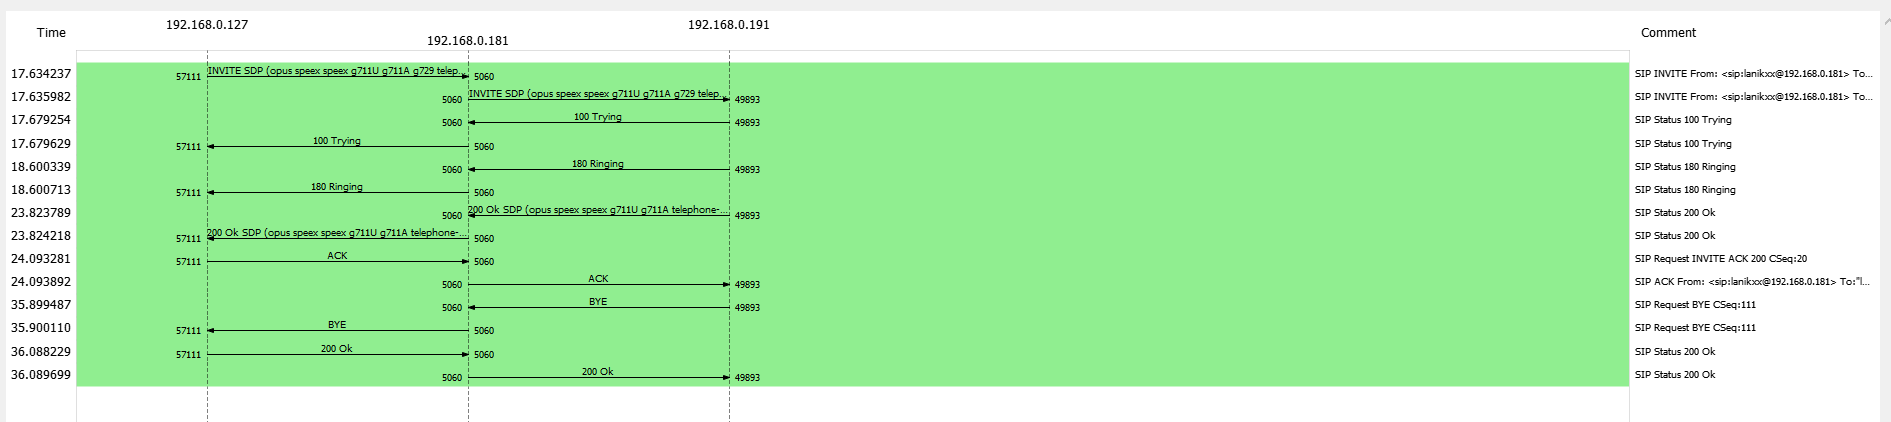 Time 192.168.0.127 192.168.0.181 192.168.0.191 Comment
17.634237 57111 INVITE SDP (opus speex speex g711U g711A g729 telep... 5060 SIP INVITE From: <sip:lanikxx@192.168.0.181> To...
17.635982 5060 INVITE SDP (opus speex speex g711U g711A g729 telep... 49893 SIP INVITE From: <sip:lanikxx@192.168.0.181> To...
17.679254 5060 100 Trying 49893 SIP Status 100 Trying
17.679629 57111 100 Trying 5060 SIP Status 100 Trying
18.600339 5060 180 Ringing 49893 SIP Status 180 Ringing
18.600713 57111 180 Ringing 5060 SIP Status 180 Ringing
23.823789 5060 200 Ok SDP (opus speex speex g711U g711A telephone-... 49893 SIP Status 200 Ok
23.824218 57111 200 Ok SDP (opus speex speex g711U g711A telephone-... 5060 SIP Status 200 Ok
24.093281 57111 ACK 5060 SIP Request INVITE ACK 200 CSeq:20
24.093892 5060 ACK 49893 SIP ACK From: <sip:lanikxx@192.168.0.181> To:"l...
35.899487 5060 BYE 49893 SIP Request BYE CSeq:111
35.900110 57111 BYE 5060 SIP Request BYE CSeq:111
36.088229 57111 200 Ok 5060 SIP Status 200 Ok
36.089699 5060 200 Ok 49893 SIP Status 200 Ok